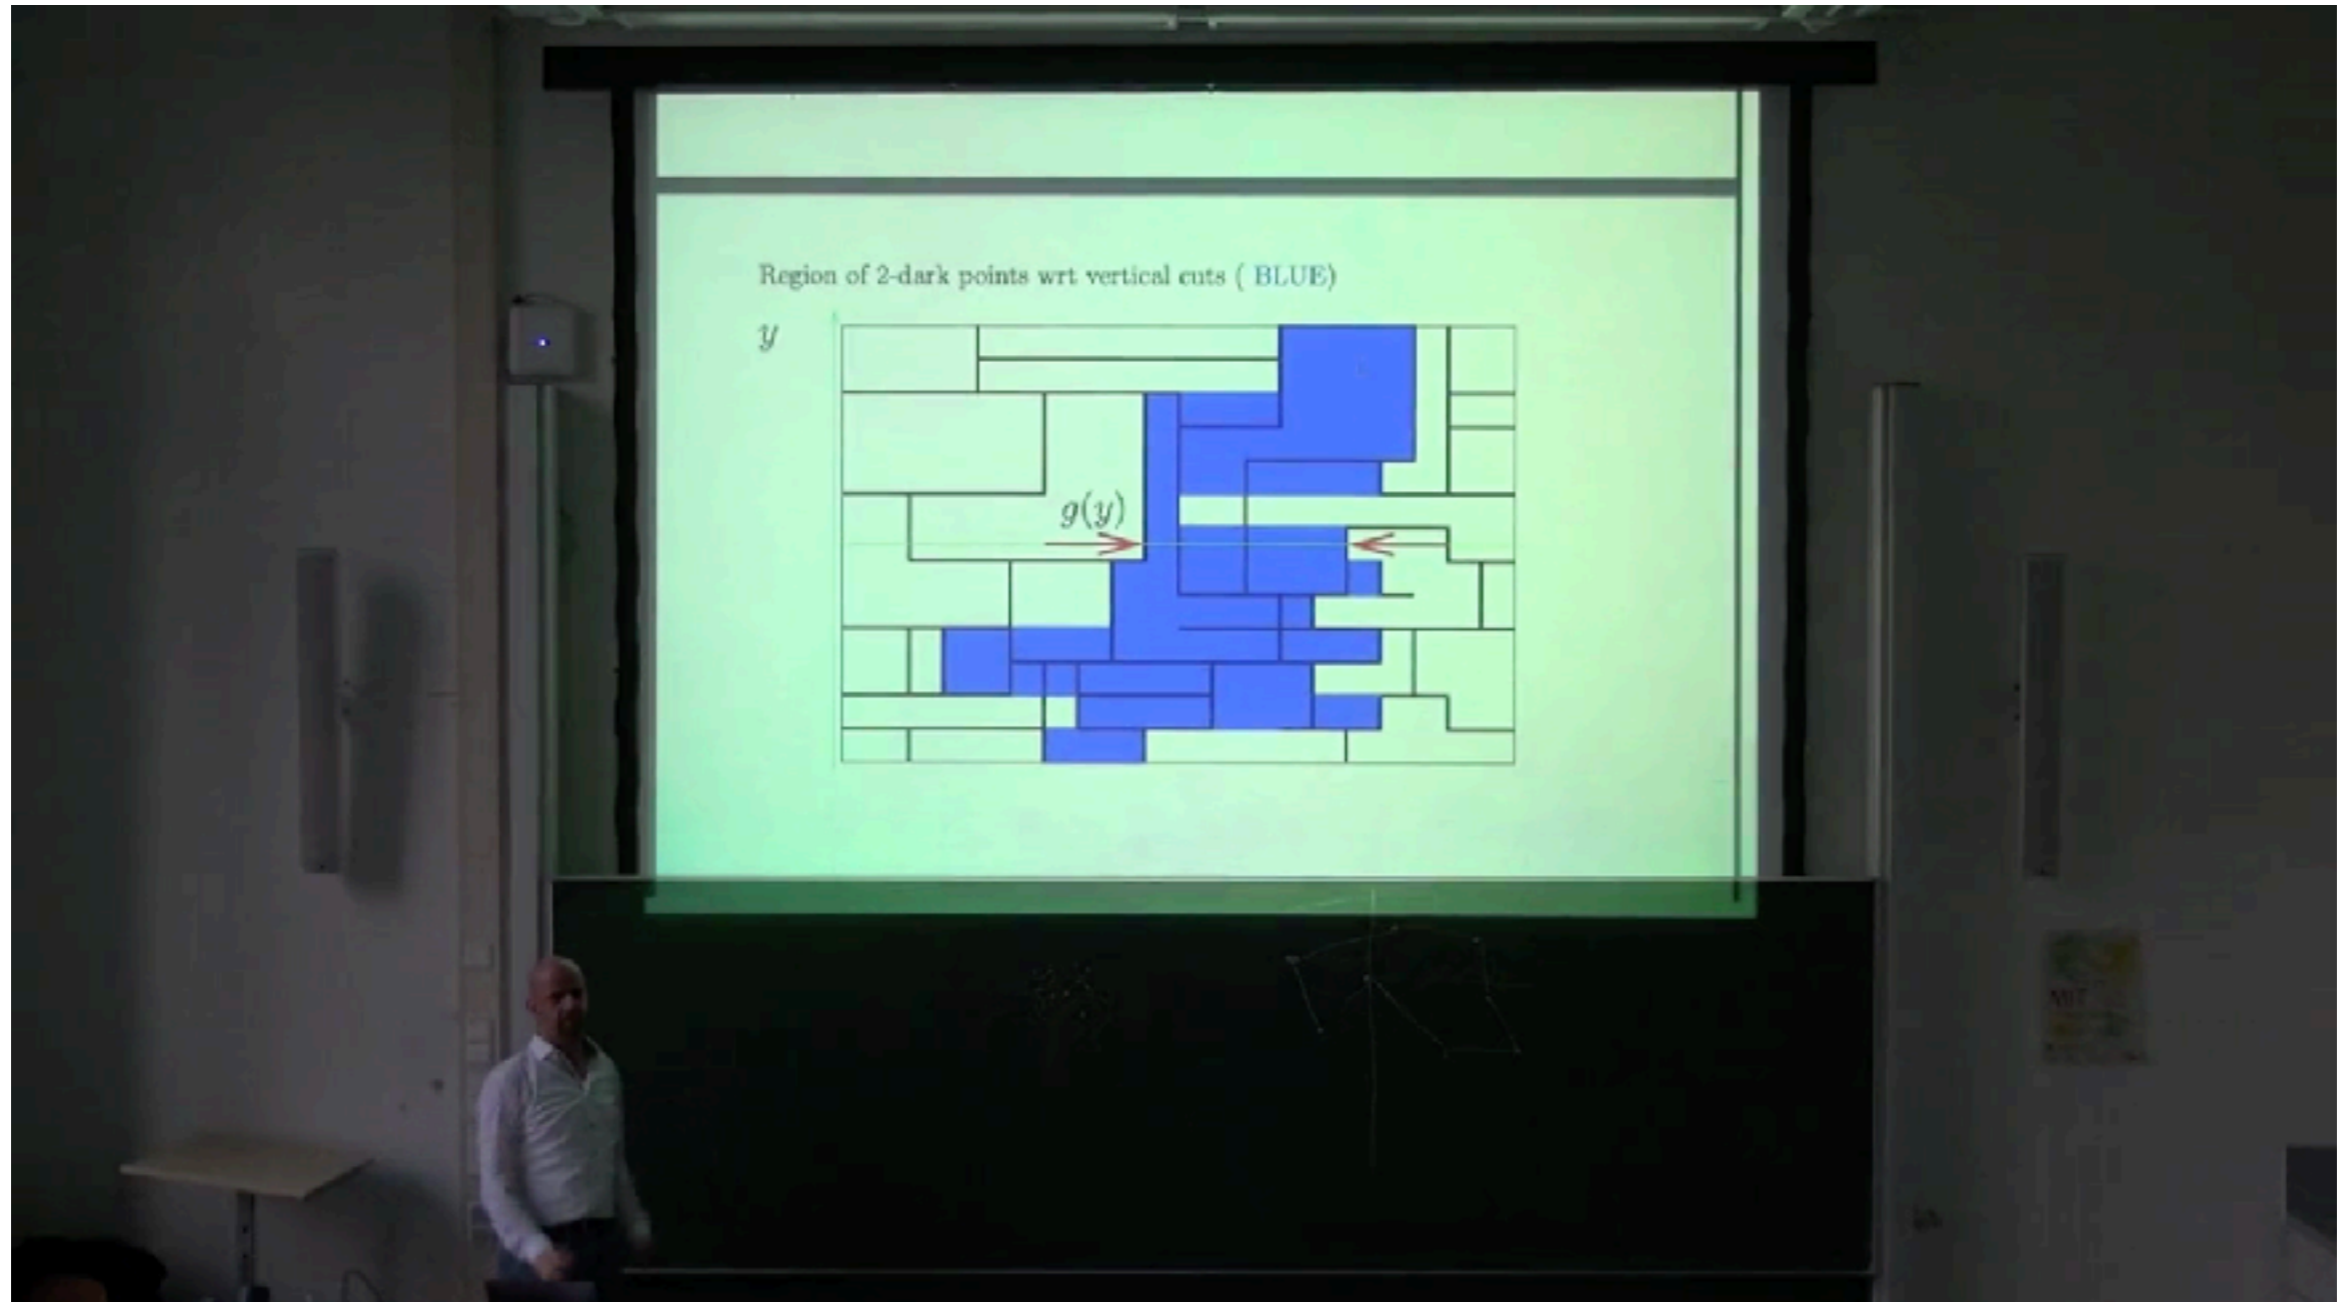 Region of 2-dark points wrt vertical cuts ( BLUE)
y
g(y)